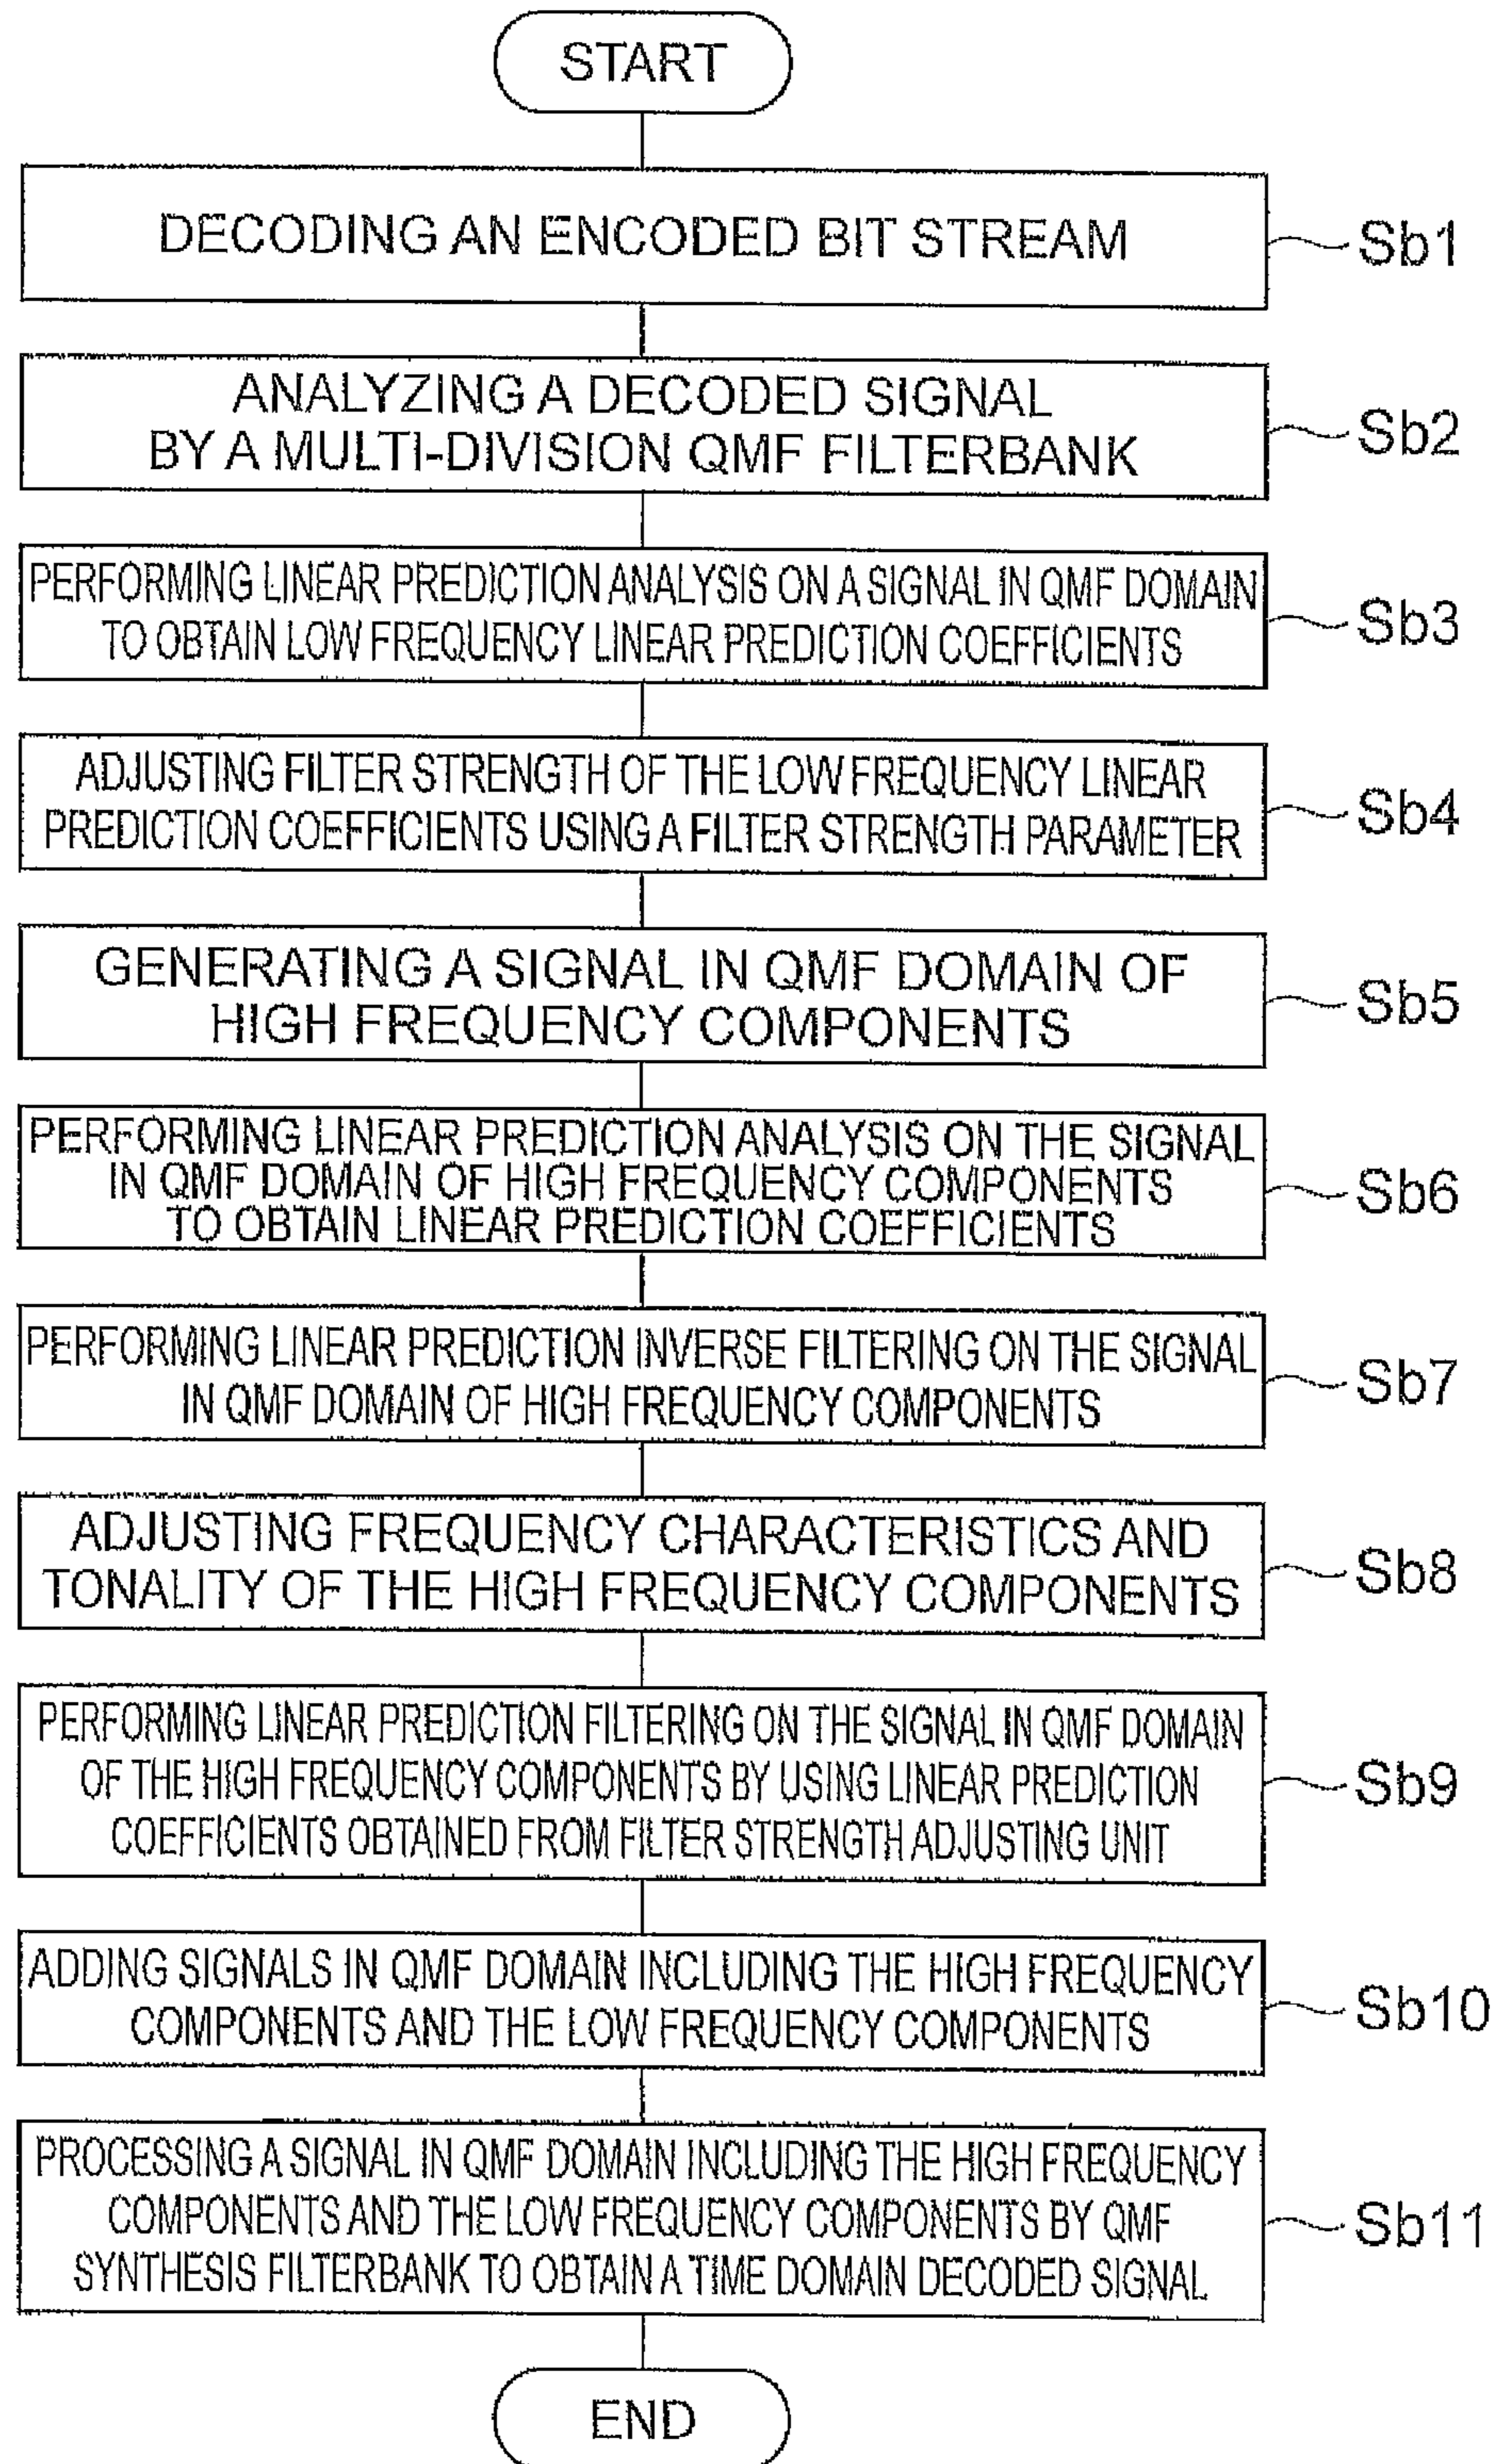 START
DECODING AN ENCODED BIT STREAM
Sb1
ANALYZING A DECODED SIGNAL
BY A MULTI-DIVISION QMF FILTERBANK
Sb2
PERFORMING LINEAR PREDICTION ANALYSIS ON A SIGNAL IN QMF DOMAIN
TO OBTAIN LOW FREQUENCY LINEAR PREDICTION COEFFICIENTS
Sb3
ADJUSTING FILTER STRENGTH OF THE LOW FREQUENCY LINEAR
PREDICTION COEFFICIENTS USING A FILTER STRENGTH PARAMETER
Sb4
GENERATING A SIGNAL IN QMF DOMAIN OF
HIGH FREQUENCY COMPONENTS
Sb5
PERFORMING LINEAR PREDICTION ANALYSIS ON THE SIGNAL
IN QMF DOMAIN OF HIGH FREQUENCY COMPONENTS
TO OBTAIN LINEAR PREDICTION COEFFICIENTS
Sb6
PERFORMING LINEAR PREDICTION INVERSE FILTERING ON THE SIGNAL
IN QMF DOMAIN OF HIGH FREQUENCY COMPONENTS
Sb7
ADJUSTING FREQUENCY CHARACTERISTICS AND
TONALITY OF THE HIGH FREQUENCY COMPONENTS
Sb8
PERFORMING LINEAR PREDICTION FILTERING ON THE SIGNAL IN QMF DOMAIN
OF THE HIGH FREQUENCY COMPONENTS BY USING LINEAR PREDICTION
COEFFICIENTS OBTAINED FROM FILTER STRENGTH ADJUSTING UNIT
Sb9
ADDING SIGNALS IN QMF DOMAIN INCLUDING THE HIGH FREQUENCY
COMPONENTS AND THE LOW FREQUENCY COMPONENTS
Sb10
PROCESSING A SIGNAL IN QMF DOMAIN INCLUDING THE HIGH FREQUENCY
COMPONENTS AND THE LOW FREQUENCY COMPONENTS BY QMF
SYNTHESIS FILTERBANK TO OBTAIN A TIME DOMAIN DECODED SIGNAL
Sb11
END